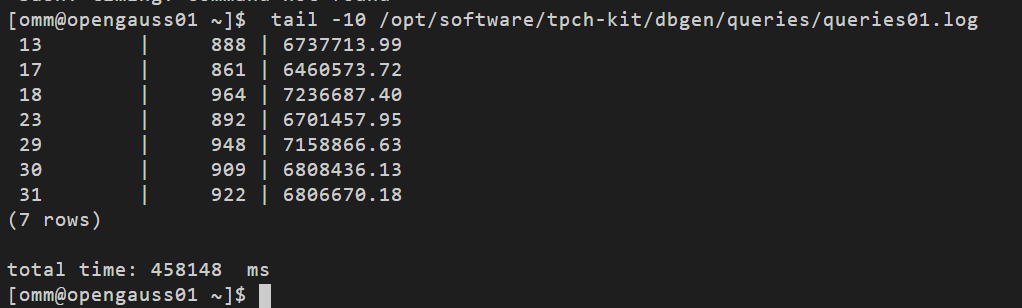 [omm@opengauss01 ~]$  tail -10 /opt/software/tpch-kit/dbgen/queries/queries01.log
 13        |     888 | 6737713.99
 17        |     861 | 6460573.72
 18        |     964 | 7236687.40
 23        |     892 | 6701457.95
 29        |     948 | 7158866.63
 30        |     909 | 6808436.13
 31        |     922 | 6806670.18
(7 rows)
total time: 458148  ms
[omm@opengauss01 ~]$